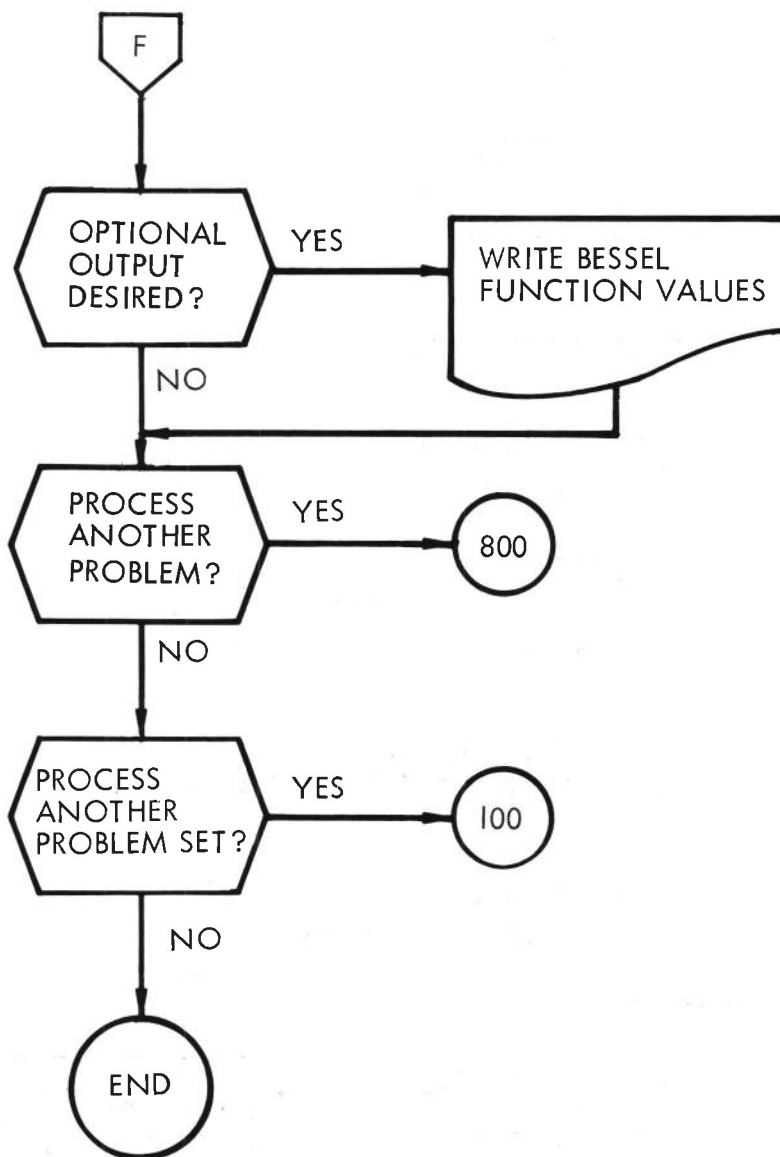 F
OPTIONAL
OUTPUT
DESIRED?
YES
WRITE BESSEL
FUNCTION VALUES
NO
PROCESS
ANOTHER
PROBLEM?
YES
800
NO
PROCESS
ANOTHER
PROBLEM SET?
YES
100
NO
END